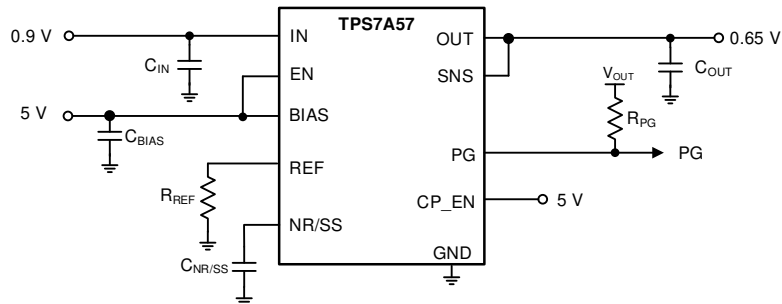 TPS7A57
0.9 V
IN
OUT
0.65 V
C_IN
EN
SNS
V_OUT
C_OUT
5 V
BIAS
C_BIAS
R_PG
REF
PG
PG
R_REF
CP_EN
5 V
NR/SS
C_NR/SS
GND